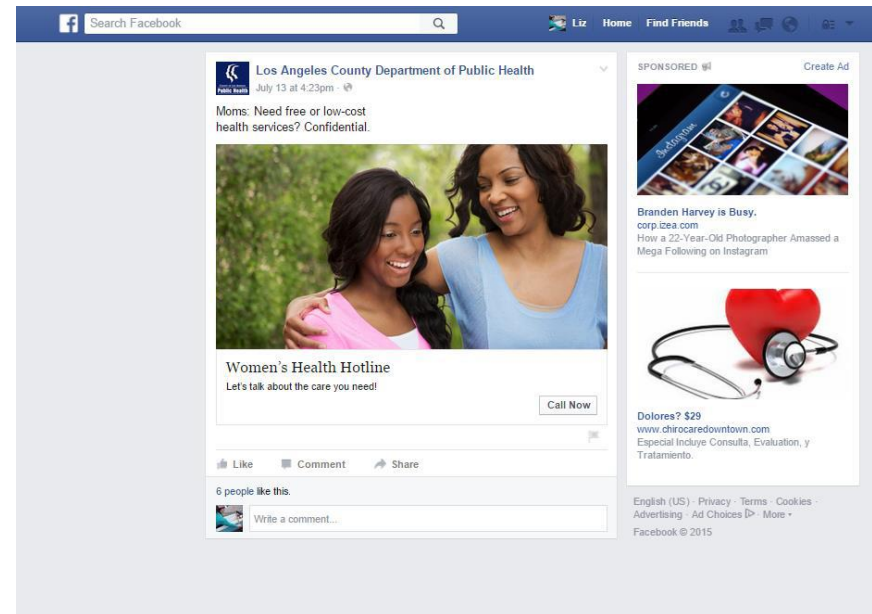 f
Search Facebook
Liz Home Find Friends
Los Angeles County Department of Public Health
July 13 at 4:23pm ·
Moms: Need free or low-cost
health services? Confidential.
Public Health
Women's Health Hotline
Let's talk about the care you need!
Call Now
Like Comment Share
6 people like this.
Write a comment...
SPONSORED
Create Ad
Instagram
Branden Harvey is Busy.
corp.izea.com
How a 22-Year-Old Photographer Amassed a
Mega Following on Instagram
Dolores? $29
www.chirocaredowntown.com
Especial Incluye Consulta, Evaluation, y
Tratamiento.
English (US) · Privacy · Terms · Cookies ·
Advertising · Ad Choices · More
Facebook © 2015